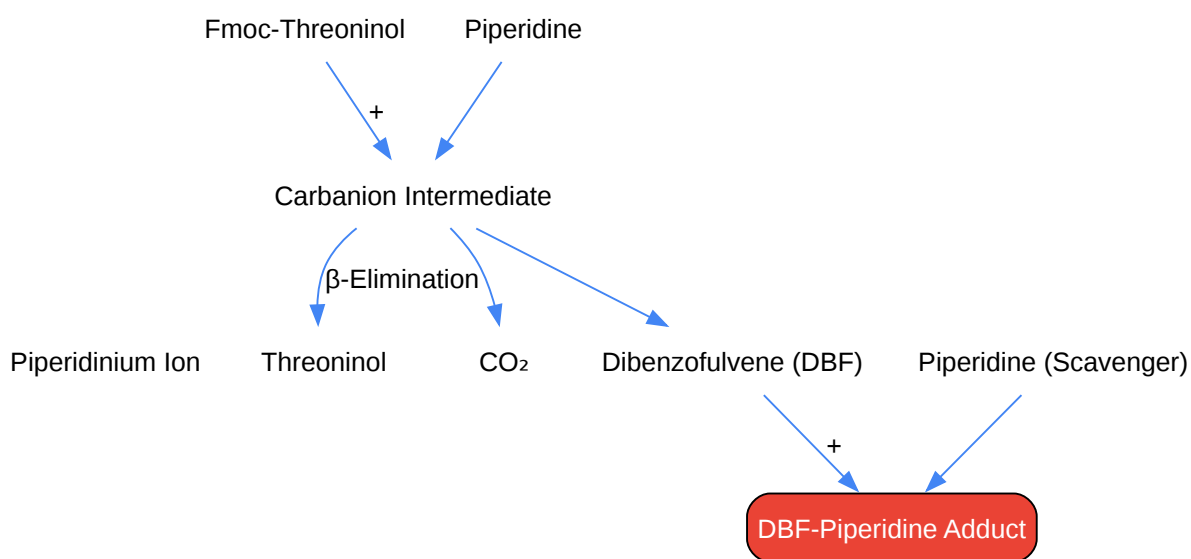 Fmoc-Threoninol
Piperidine
+
Carbanion Intermediate
β-Elimination
Piperidinium Ion
Threoninol
CO₂
Dibenzofulvene (DBF)
Piperidine (Scavenger)
+
DBF-Piperidine Adduct